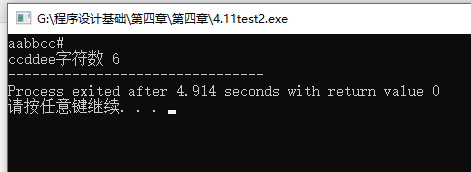 G:\程序设计基础\第四章\第四章\4.11test2.exe
aabbcc#
ccddee字符数 6
--------------------------------
Process exited after 4.914 seconds with return value 0
请按任意键继续. . .